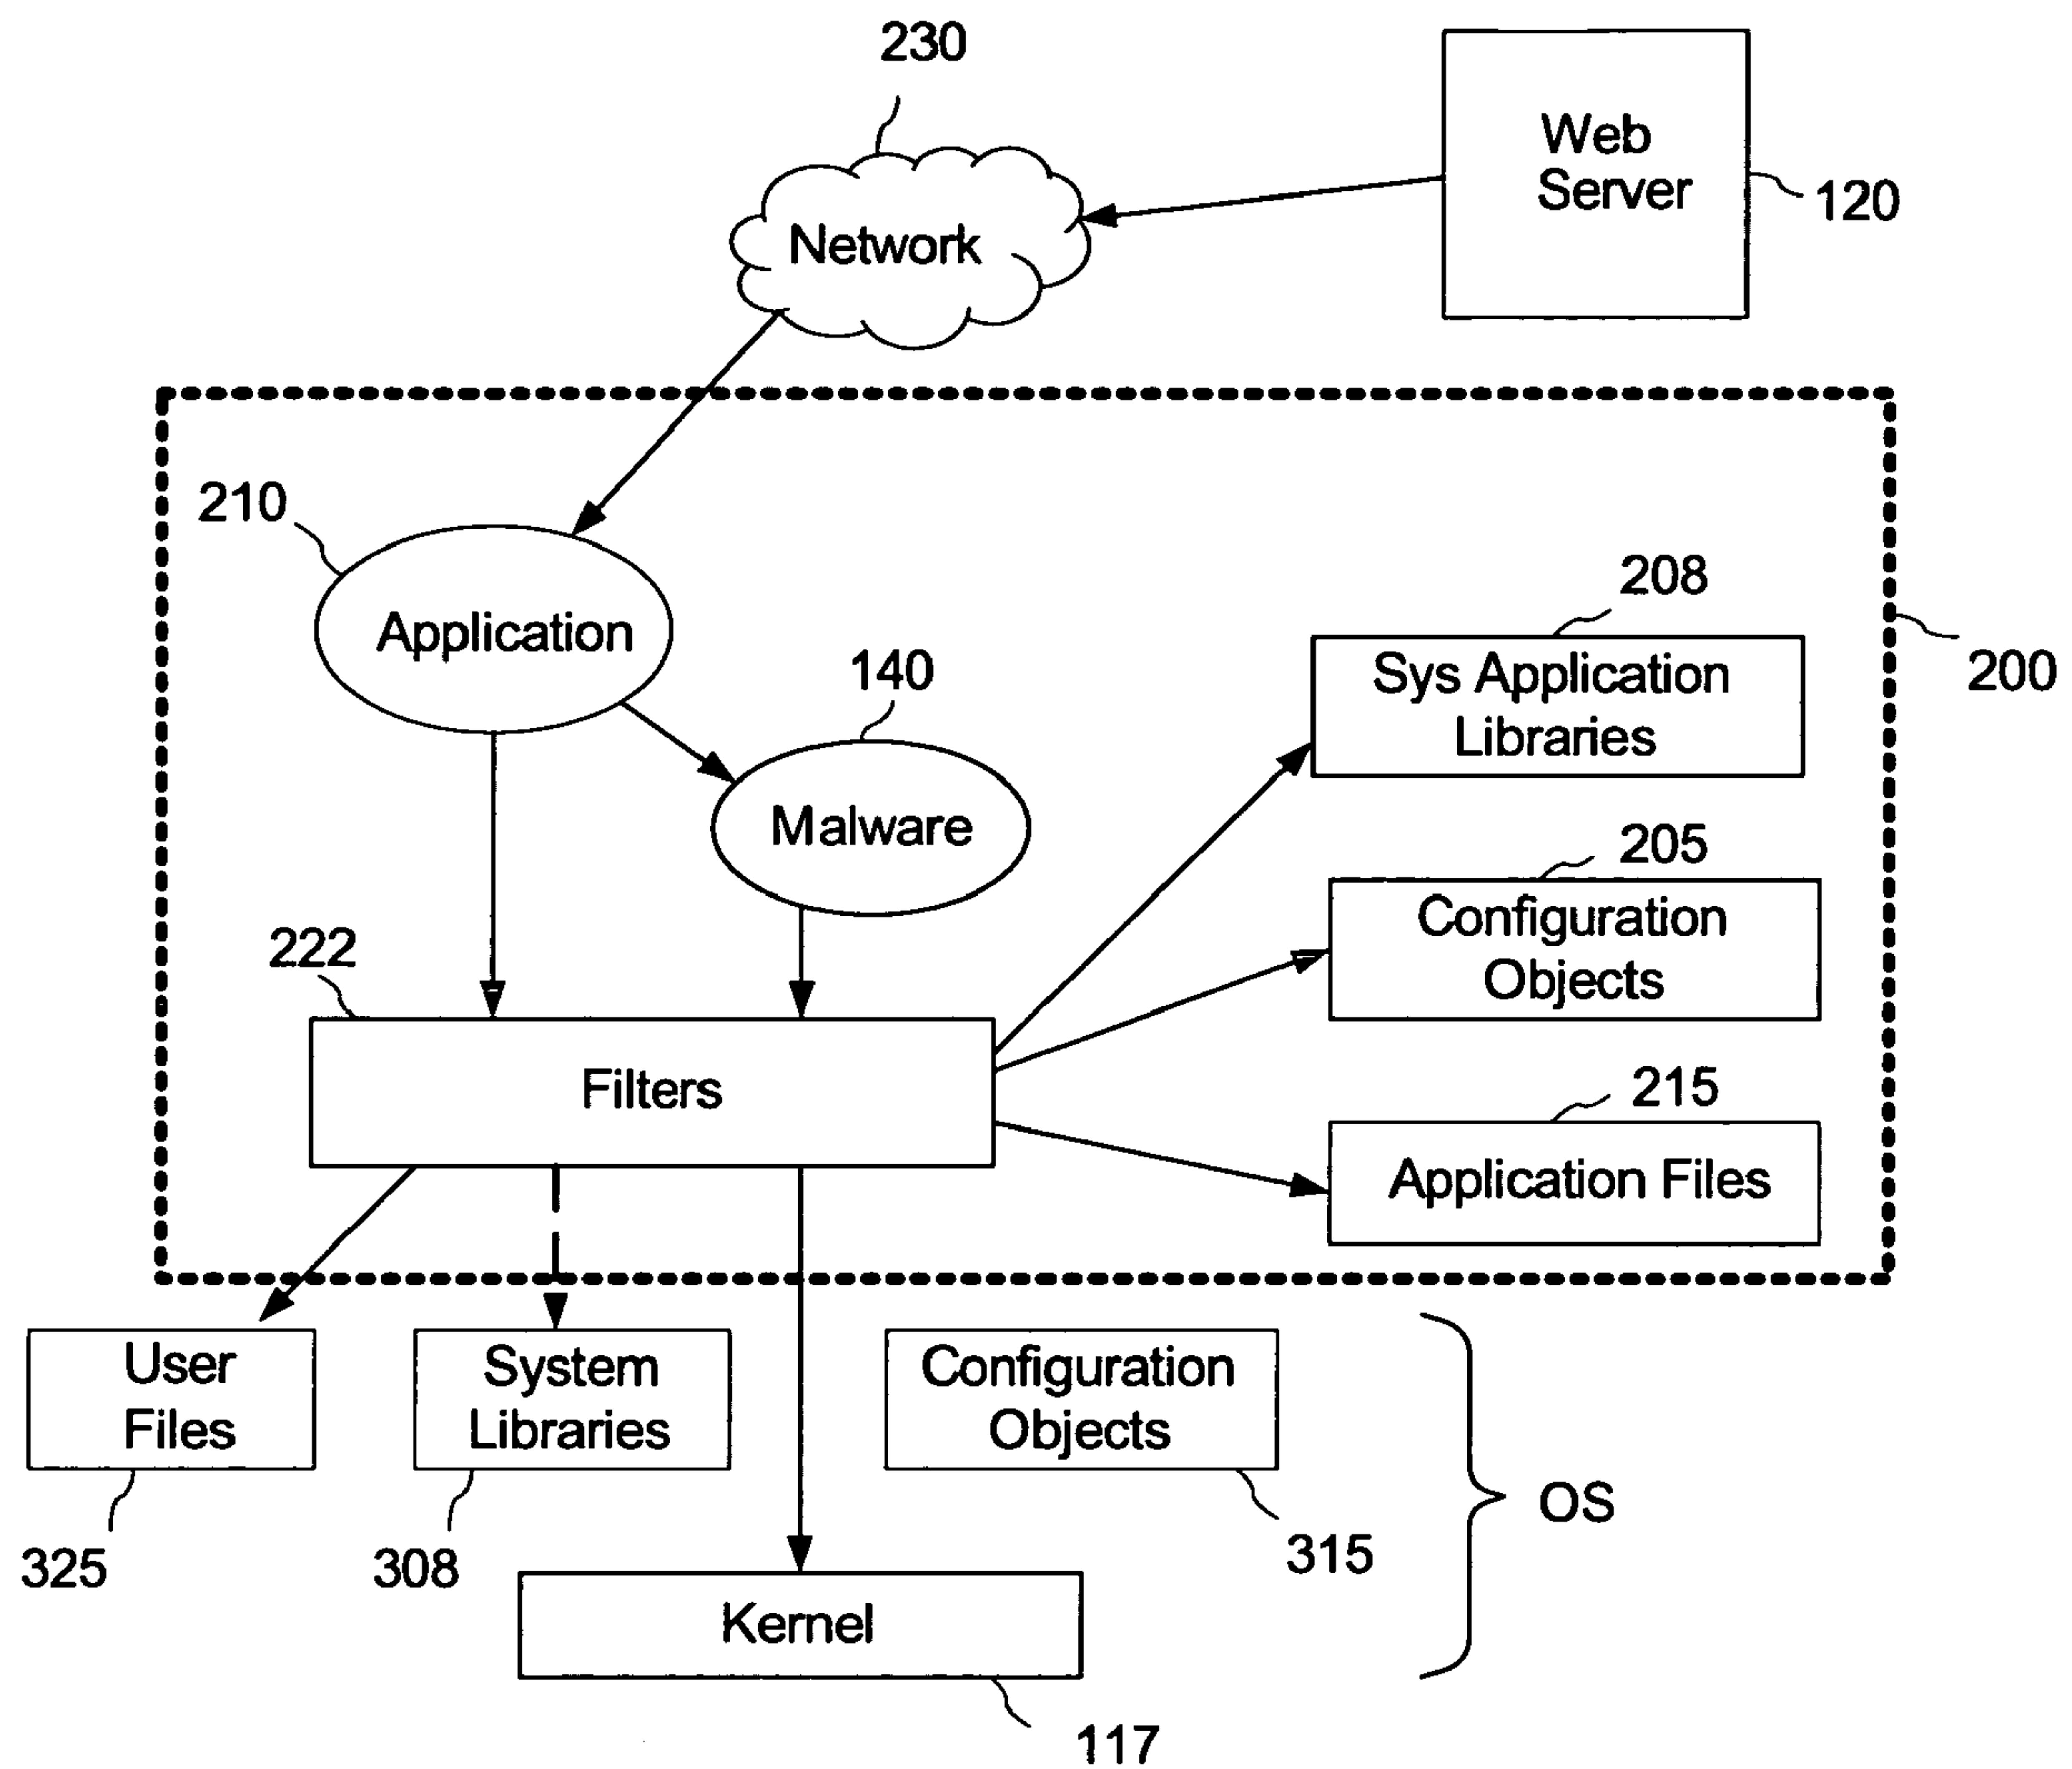 230
Web
Server
120
Network
210
Application
208
Sys Application
Libraries
200
140
Malware
205
Configuration
Objects
222
Filters
215
Application Files
User
Files
System
Libraries
Configuration
Objects
OS
325
308
315
Kernel
117